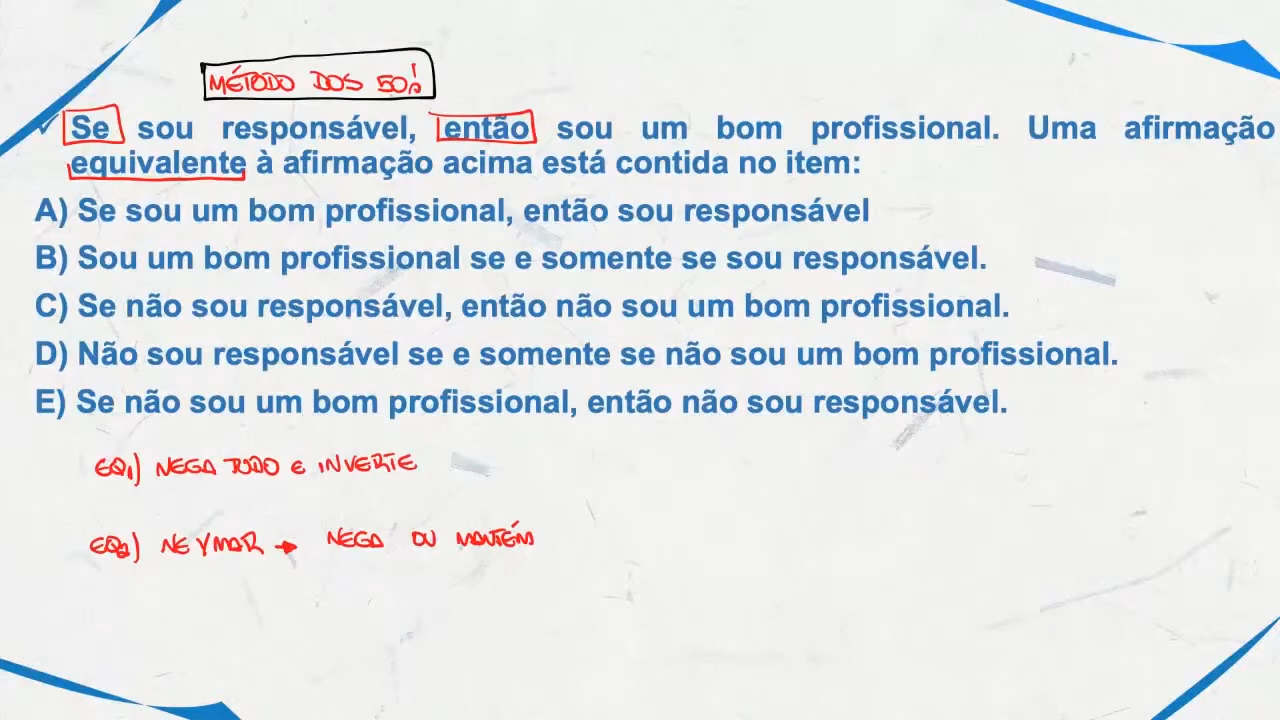 MÉTODO DOS 50%
✓ Se sou responsável, então sou um bom profissional. Uma afirmação
equivalente à afirmação acima está contida no item:
A) Se sou um bom profissional, então sou responsável
B) Sou um bom profissional se e somente se sou responsável.
C) Se não sou responsável, então não sou um bom profissional.
D) Não sou responsável se e somente se não sou um bom profissional.
E) Se não sou um bom profissional, então não sou responsável.
EQ1) NEGA TUDO E INVERTE
EQ2) NEYMAR → NEGA OU MANTÉM